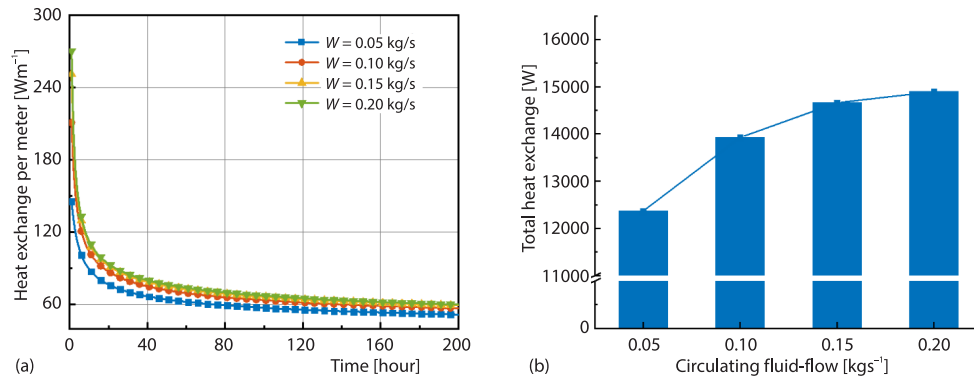 300
240
180
120
60
Heat exchange per meter [Wm⁻¹]
W = 0.05 kg/s
W = 0.10 kg/s
W = 0.15 kg/s
W = 0.20 kg/s
0 40 80 120 160 200
(a) Time [hour]
16000
15000
14000
13000
12000
11000
0
Total heat exchange [W]
0.05 0.10 0.15 0.20
(b) Circulating fluid-flow [kgs⁻¹]